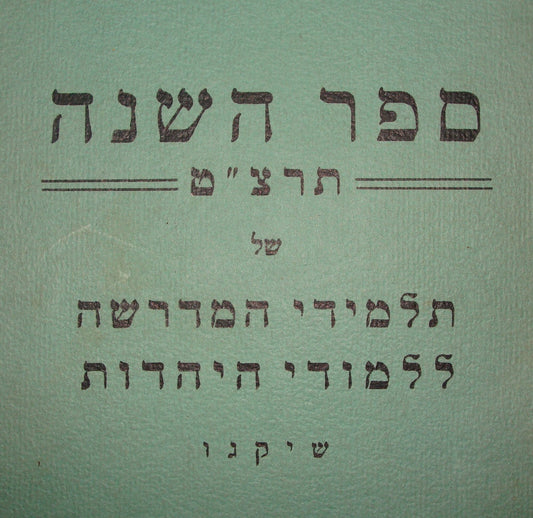 ספר השנה
תרצ"ט
של
תלמידי המדרשה
ללמודי היהדות
שיקגו